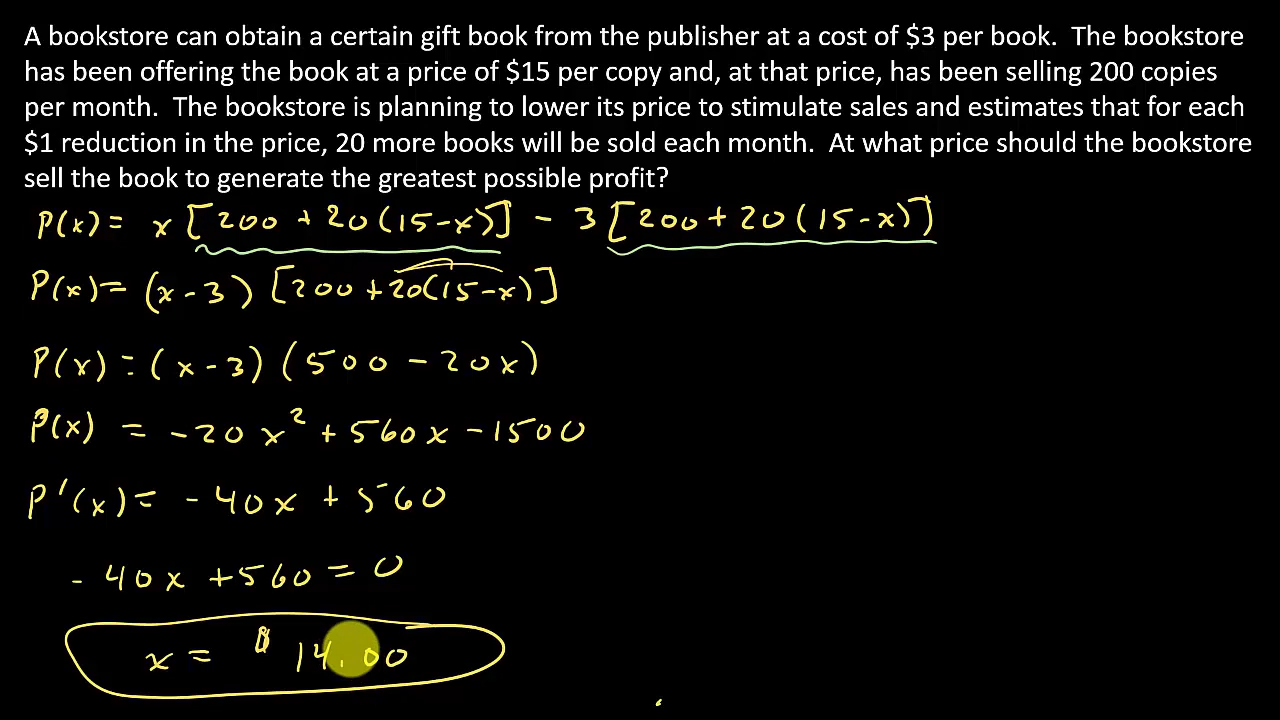 A bookstore can obtain a certain gift book from the publisher at a cost of $3 per book. The bookstore
has been offering the book at a price of $15 per copy and, at that price, has been selling 200 copies
per month. The bookstore is planning to lower its price to stimulate sales and estimates that for each
$1 reduction in the price, 20 more books will be sold each month. At what price should the bookstore
sell the book to generate the greatest possible profit?
P(x) = x [200 + 20 (15-x)] - 3 [200 + 20 (15-x)]
P(x) = (x-3) [200 + 20(15-x)]
P(x) = (x-3) (500 - 20x)
P(x) = -20x² + 560x - 1500
P'(x) = -40x + 560
-40x + 560 = 0
x = $14.00